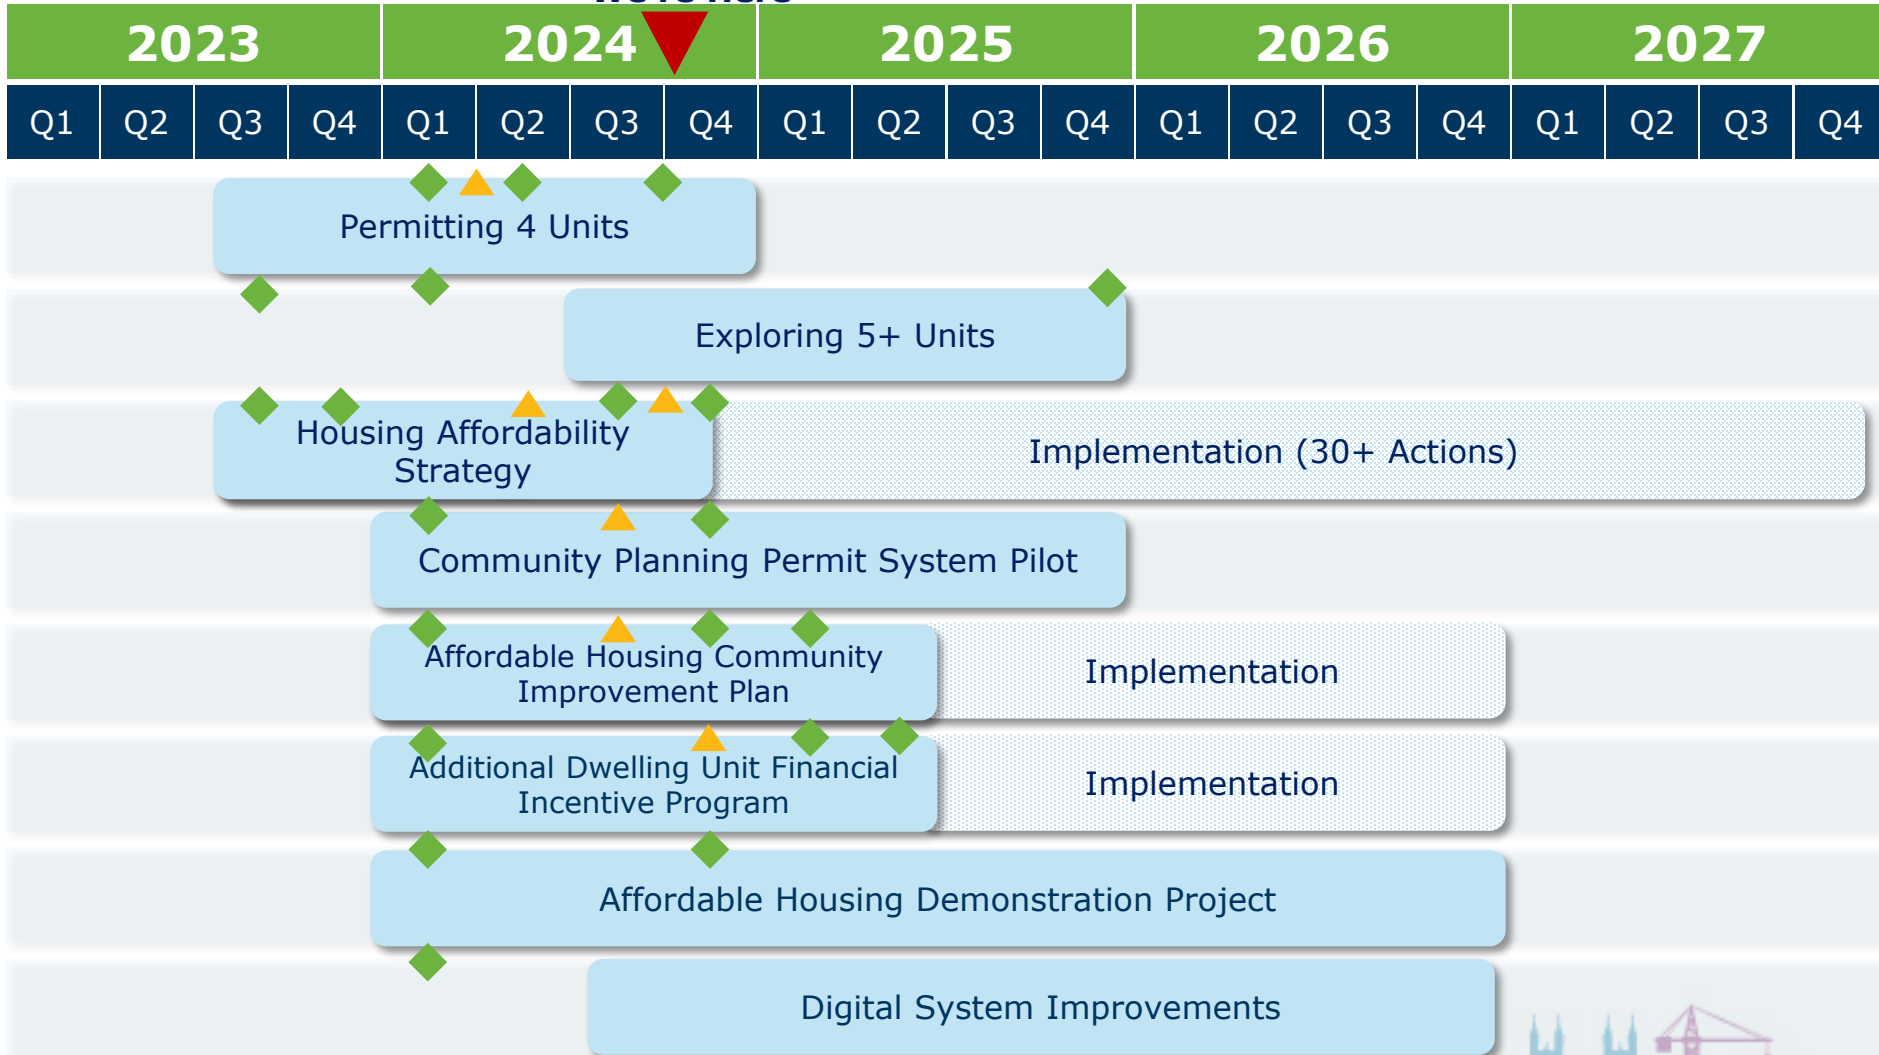 we're here
2023 2024 2025 2026 2027
Q1 Q2 Q3 Q4 Q1 Q2 Q3 Q4 Q1 Q2 Q3 Q4 Q1 Q2 Q3 Q4 Q1 Q2 Q3 Q4
Permitting 4 Units
Exploring 5+ Units
Housing Affordability
Strategy
Implementation (30+ Actions)
Community Planning Permit System Pilot
Affordable Housing Community
Improvement Plan
Implementation
Additional Dwelling Unit Financial
Incentive Program
Implementation
Affordable Housing Demonstration Project
Digital System Improvements